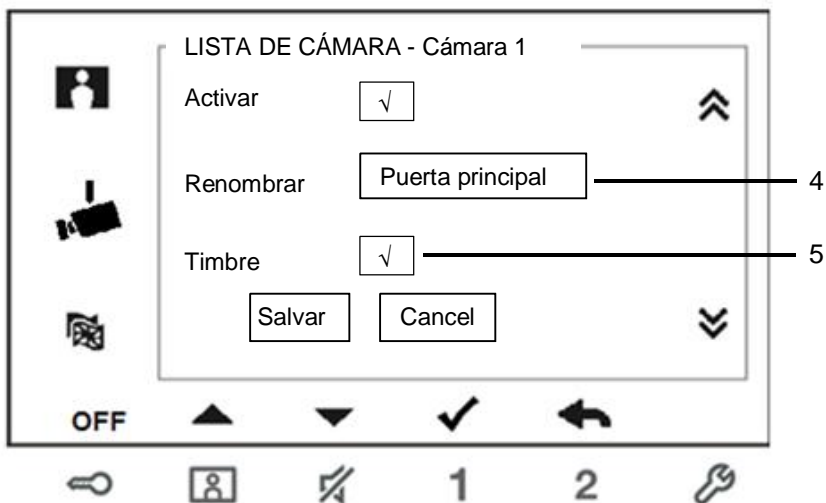 LISTA DE CÁMARA - Cámara 1
Activar √
Renombrar Puerta principal 4
Timbre √ 5
Salvar Cancel
OFF
1 2